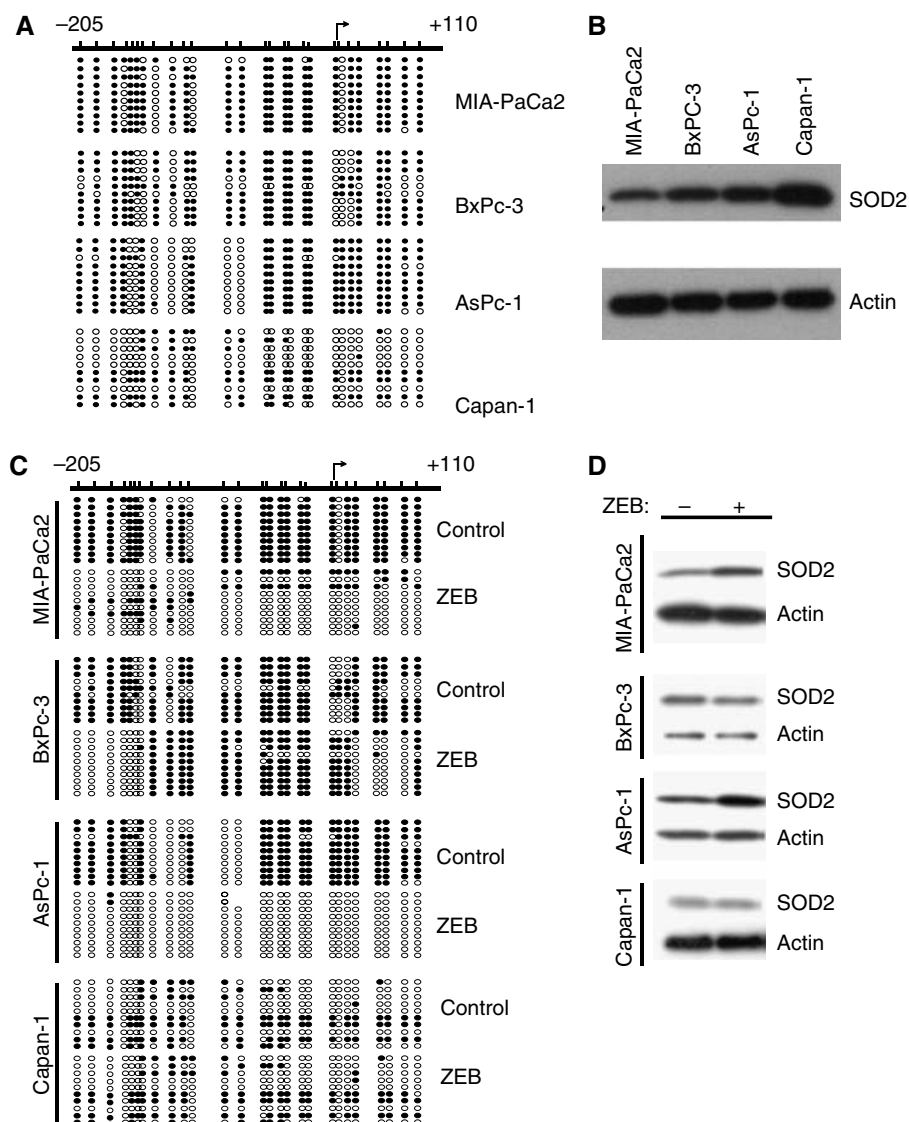 A
–205
+110
MIA-PaCa2
BxPc-3
AsPc-1
Capan-1
B
MIA-PaCa2
BxPC-3
AsPc-1
Capan-1
SOD2
Actin
C
–205
+110
MIA-PaCa2
Control
ZEB
BxPc-3
Control
ZEB
AsPc-1
Control
ZEB
Capan-1
Control
ZEB
D
ZEB: – +
MIA-PaCa2
SOD2
Actin
BxPc-3
SOD2
Actin
AsPc-1
SOD2
Actin
Capan-1
SOD2
Actin